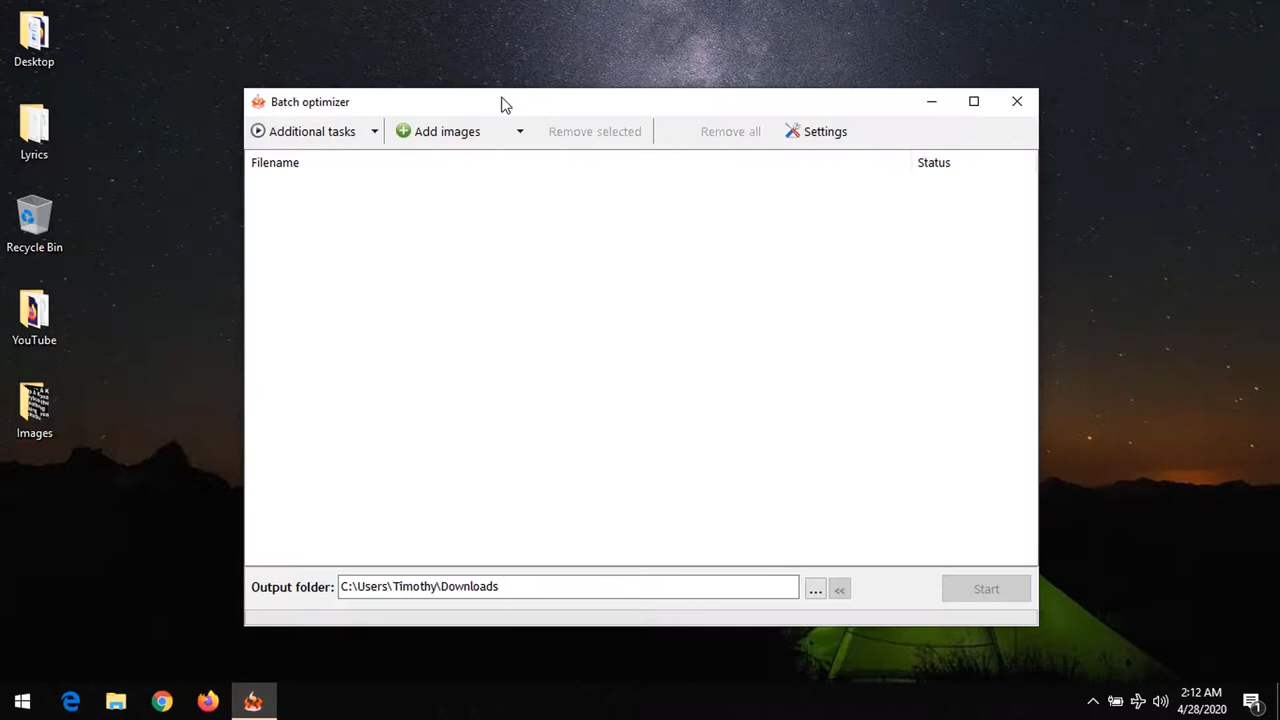 Desktop
Lyrics
Recycle Bin
YouTube
Images
Batch optimizer
Additional tasks
Add images
Remove selected
Remove all
Settings
Filename
Status
Output folder:
C:\Users\Timothy\Downloads
...
«
Start
2:12 AM
4/28/2020
1